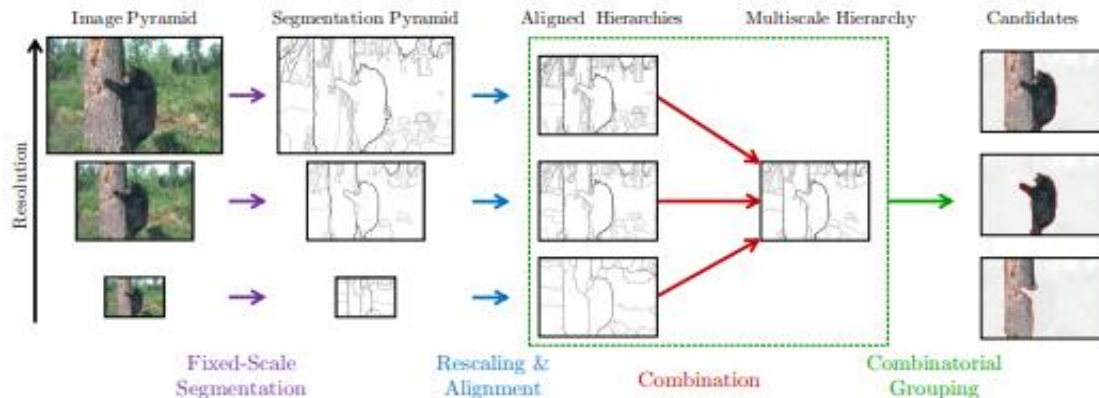 Image Pyramid
Segmentation Pyramid
Aligned Hierarchies
Multiscale Hierarchy
Candidates
Resolution
Fixed-Scale
Segmentation
Rescaling &
Alignment
Combination
Combinatorial
Grouping